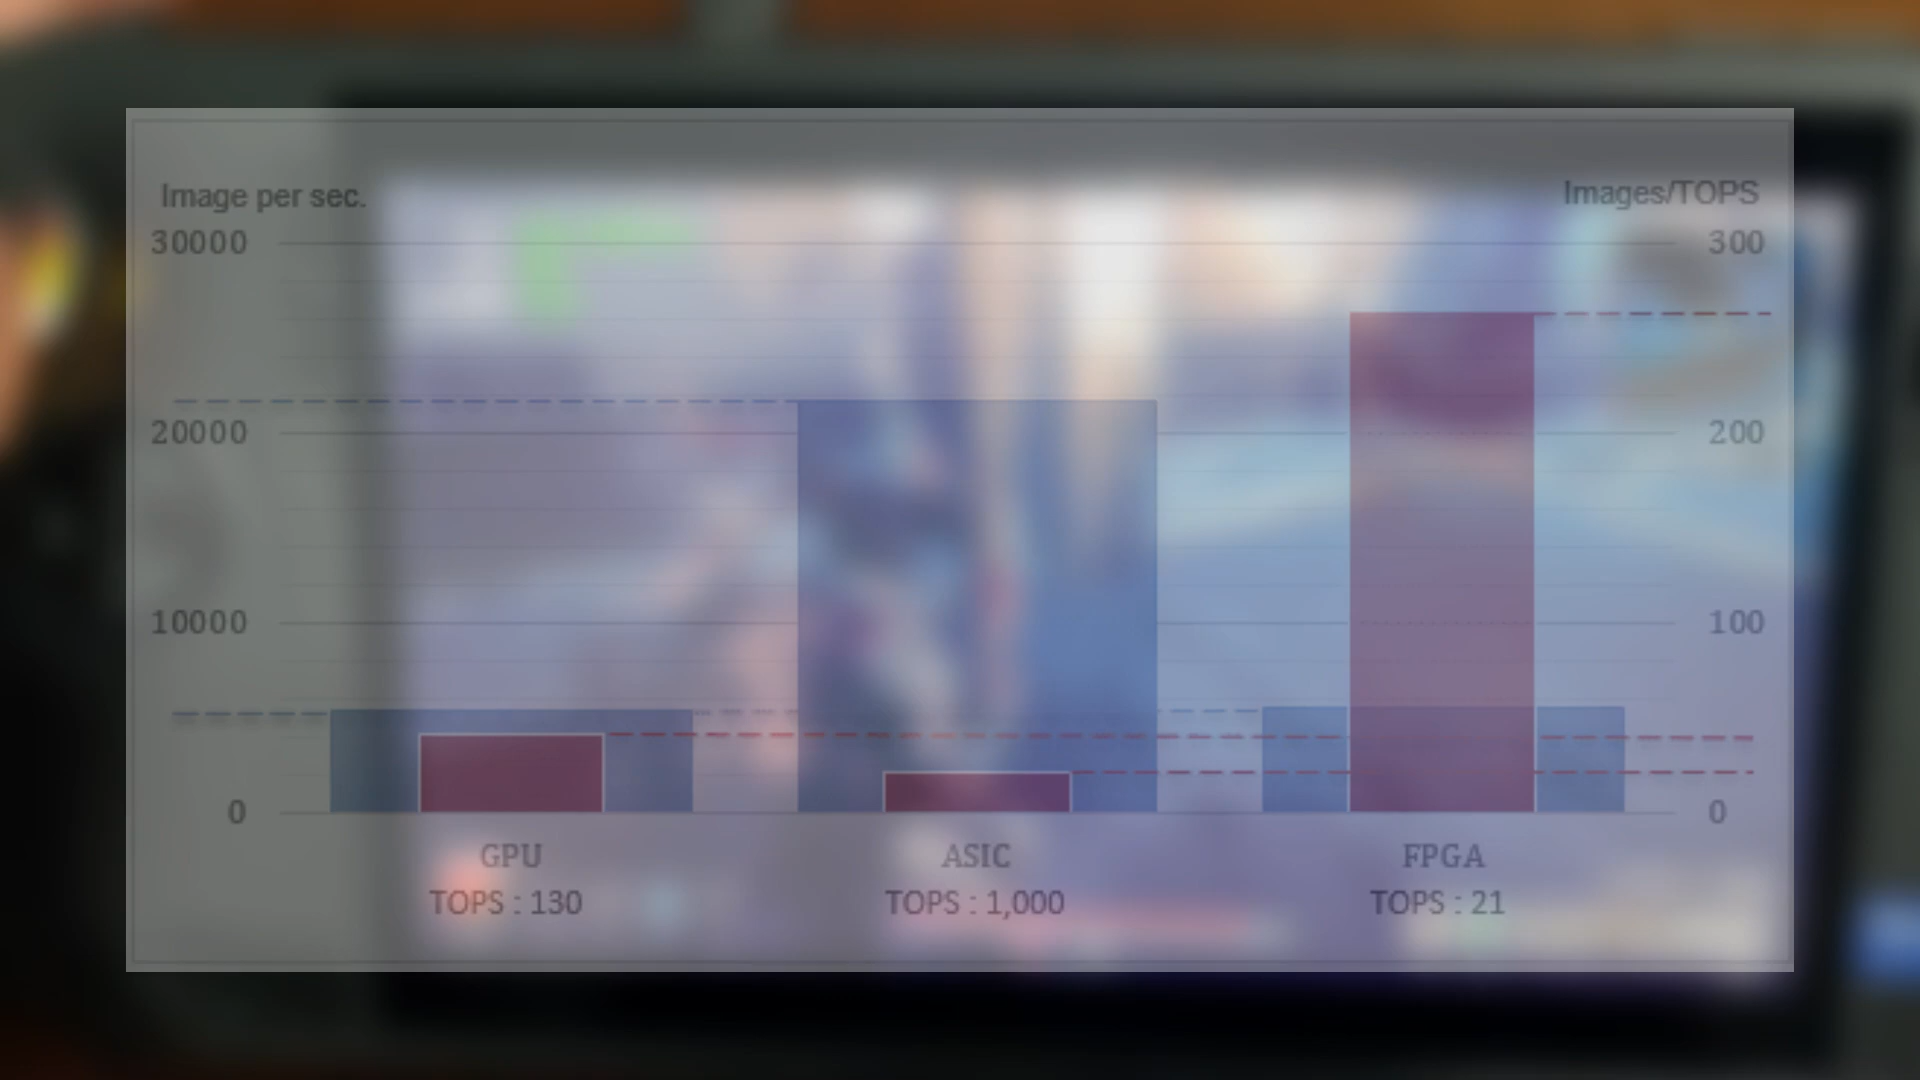 Image per sec.
Images/TOPS
30000
300
20000
200
10000
100
0
0
GPU
ASIC
FPGA
TOPS : 130
TOPS : 1,000
TOPS : 21